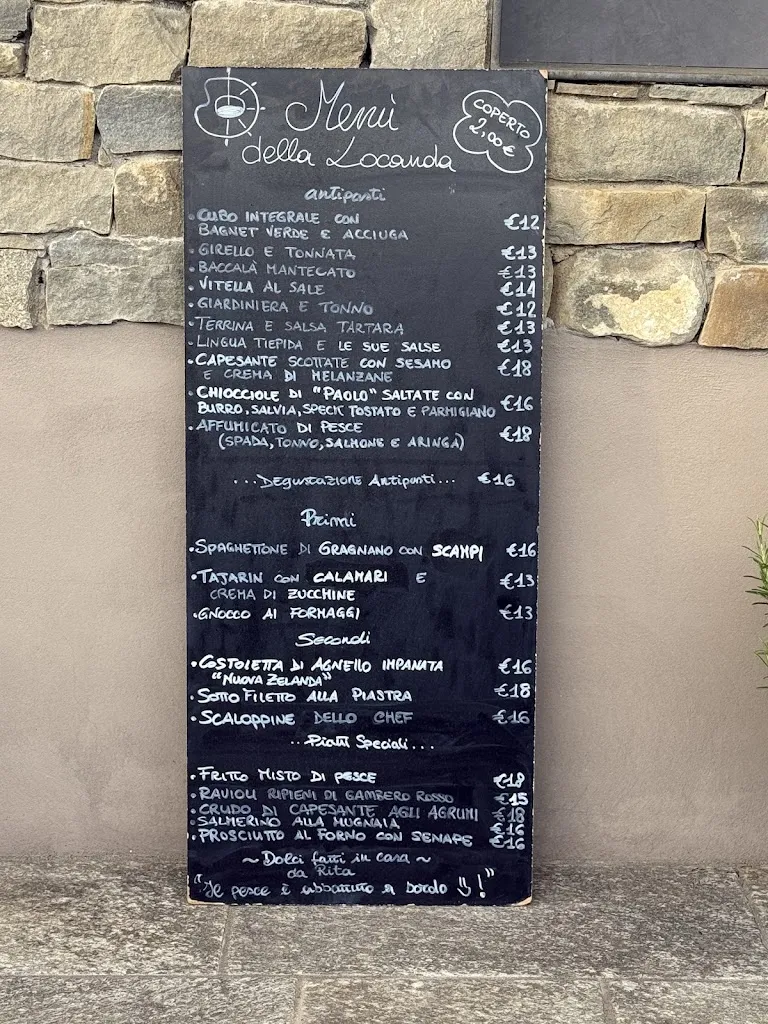 Menù
della Locanda
COPERTO
2,00 €
antipasti
• CUBO INTEGRALE CON
BAGNET VERDE E ACCIUGA €12
• GIRELLO E TONNATA €13
• BACCALÀ MANTECATO €13
• VITELLA AL SALE €14
• GIARDINIERA E TONNO €12
• TERRINA E SALSA TARTARA €13
• LINGUA TIEPIDA E LE SUE SALSE €13
• CAPESANTE SCOTTATE CON SESAMO
E CREMA DI MELANZANE €18
• CHIOCCIOLE DI "PAOLO" SALTATE CON
BURRO, SALVIA, SPECK TOSTATO E PARMIGIANO €16
• AFFUMICATO DI PESCE €18
(SPADA, TONNO, SALMONE E ARINGA)
...Degustazione Antipasti... €16
Primi
• SPAGHETTONE DI GRAGNANO CON SCAMPI €16
• TAJARIN CON CALAMARI E €13
CREMA DI ZUCCHINE
• GNOCCO AI FORMAGGI €13
Secondi
• COSTOLETTA DI AGNELLO IMPANATA €16
"NUOVA ZELANDA"
• SOTTO FILETTO ALLA PIASTRA €18
• SCALOPPINE DELLO CHEF €16
...Piatti Speciali...
• FRITTO MISTO DI PESCE €18
• RAVIOLI RIPIENI DI GAMBERO ROSSO €15
• CRUDO DI CAPESANTE AGLI AGRUMI €18
• SALMERINO ALLA MUGNAIA €16
• PROSCIUTTO AL FORNO CON SENAPE €16
~ Dolci fatti in casa ~
da Rita
"Il pesce è abbattuto a bordo !"